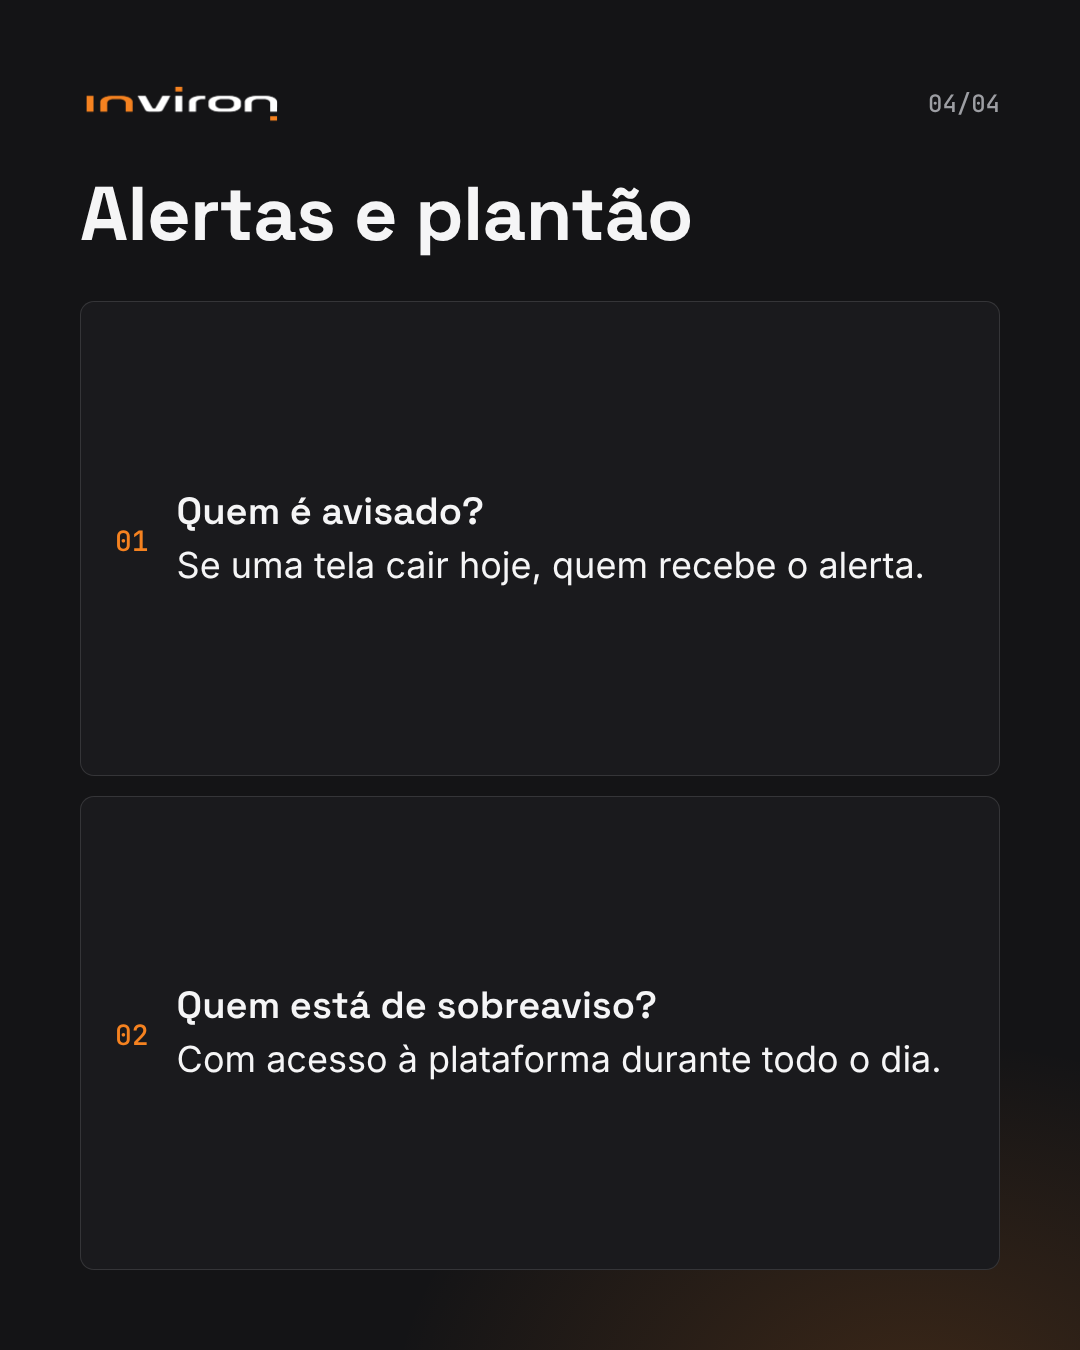 inviron
04/04
Alertas e plantão
01
Quem é avisado?
Se uma tela cair hoje, quem recebe o alerta.
02
Quem está de sobreaviso?
Com acesso à plataforma durante todo o dia.